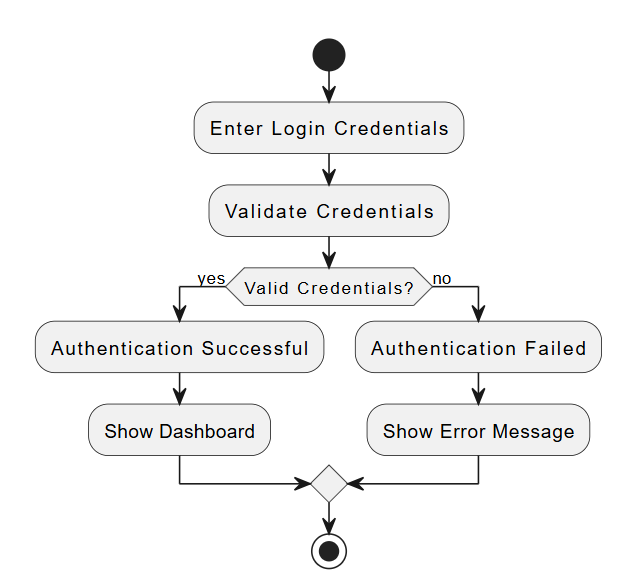 Enter Login Credentials
Validate Credentials
yes
Valid Credentials?
no
Authentication Successful
Authentication Failed
Show Dashboard
Show Error Message